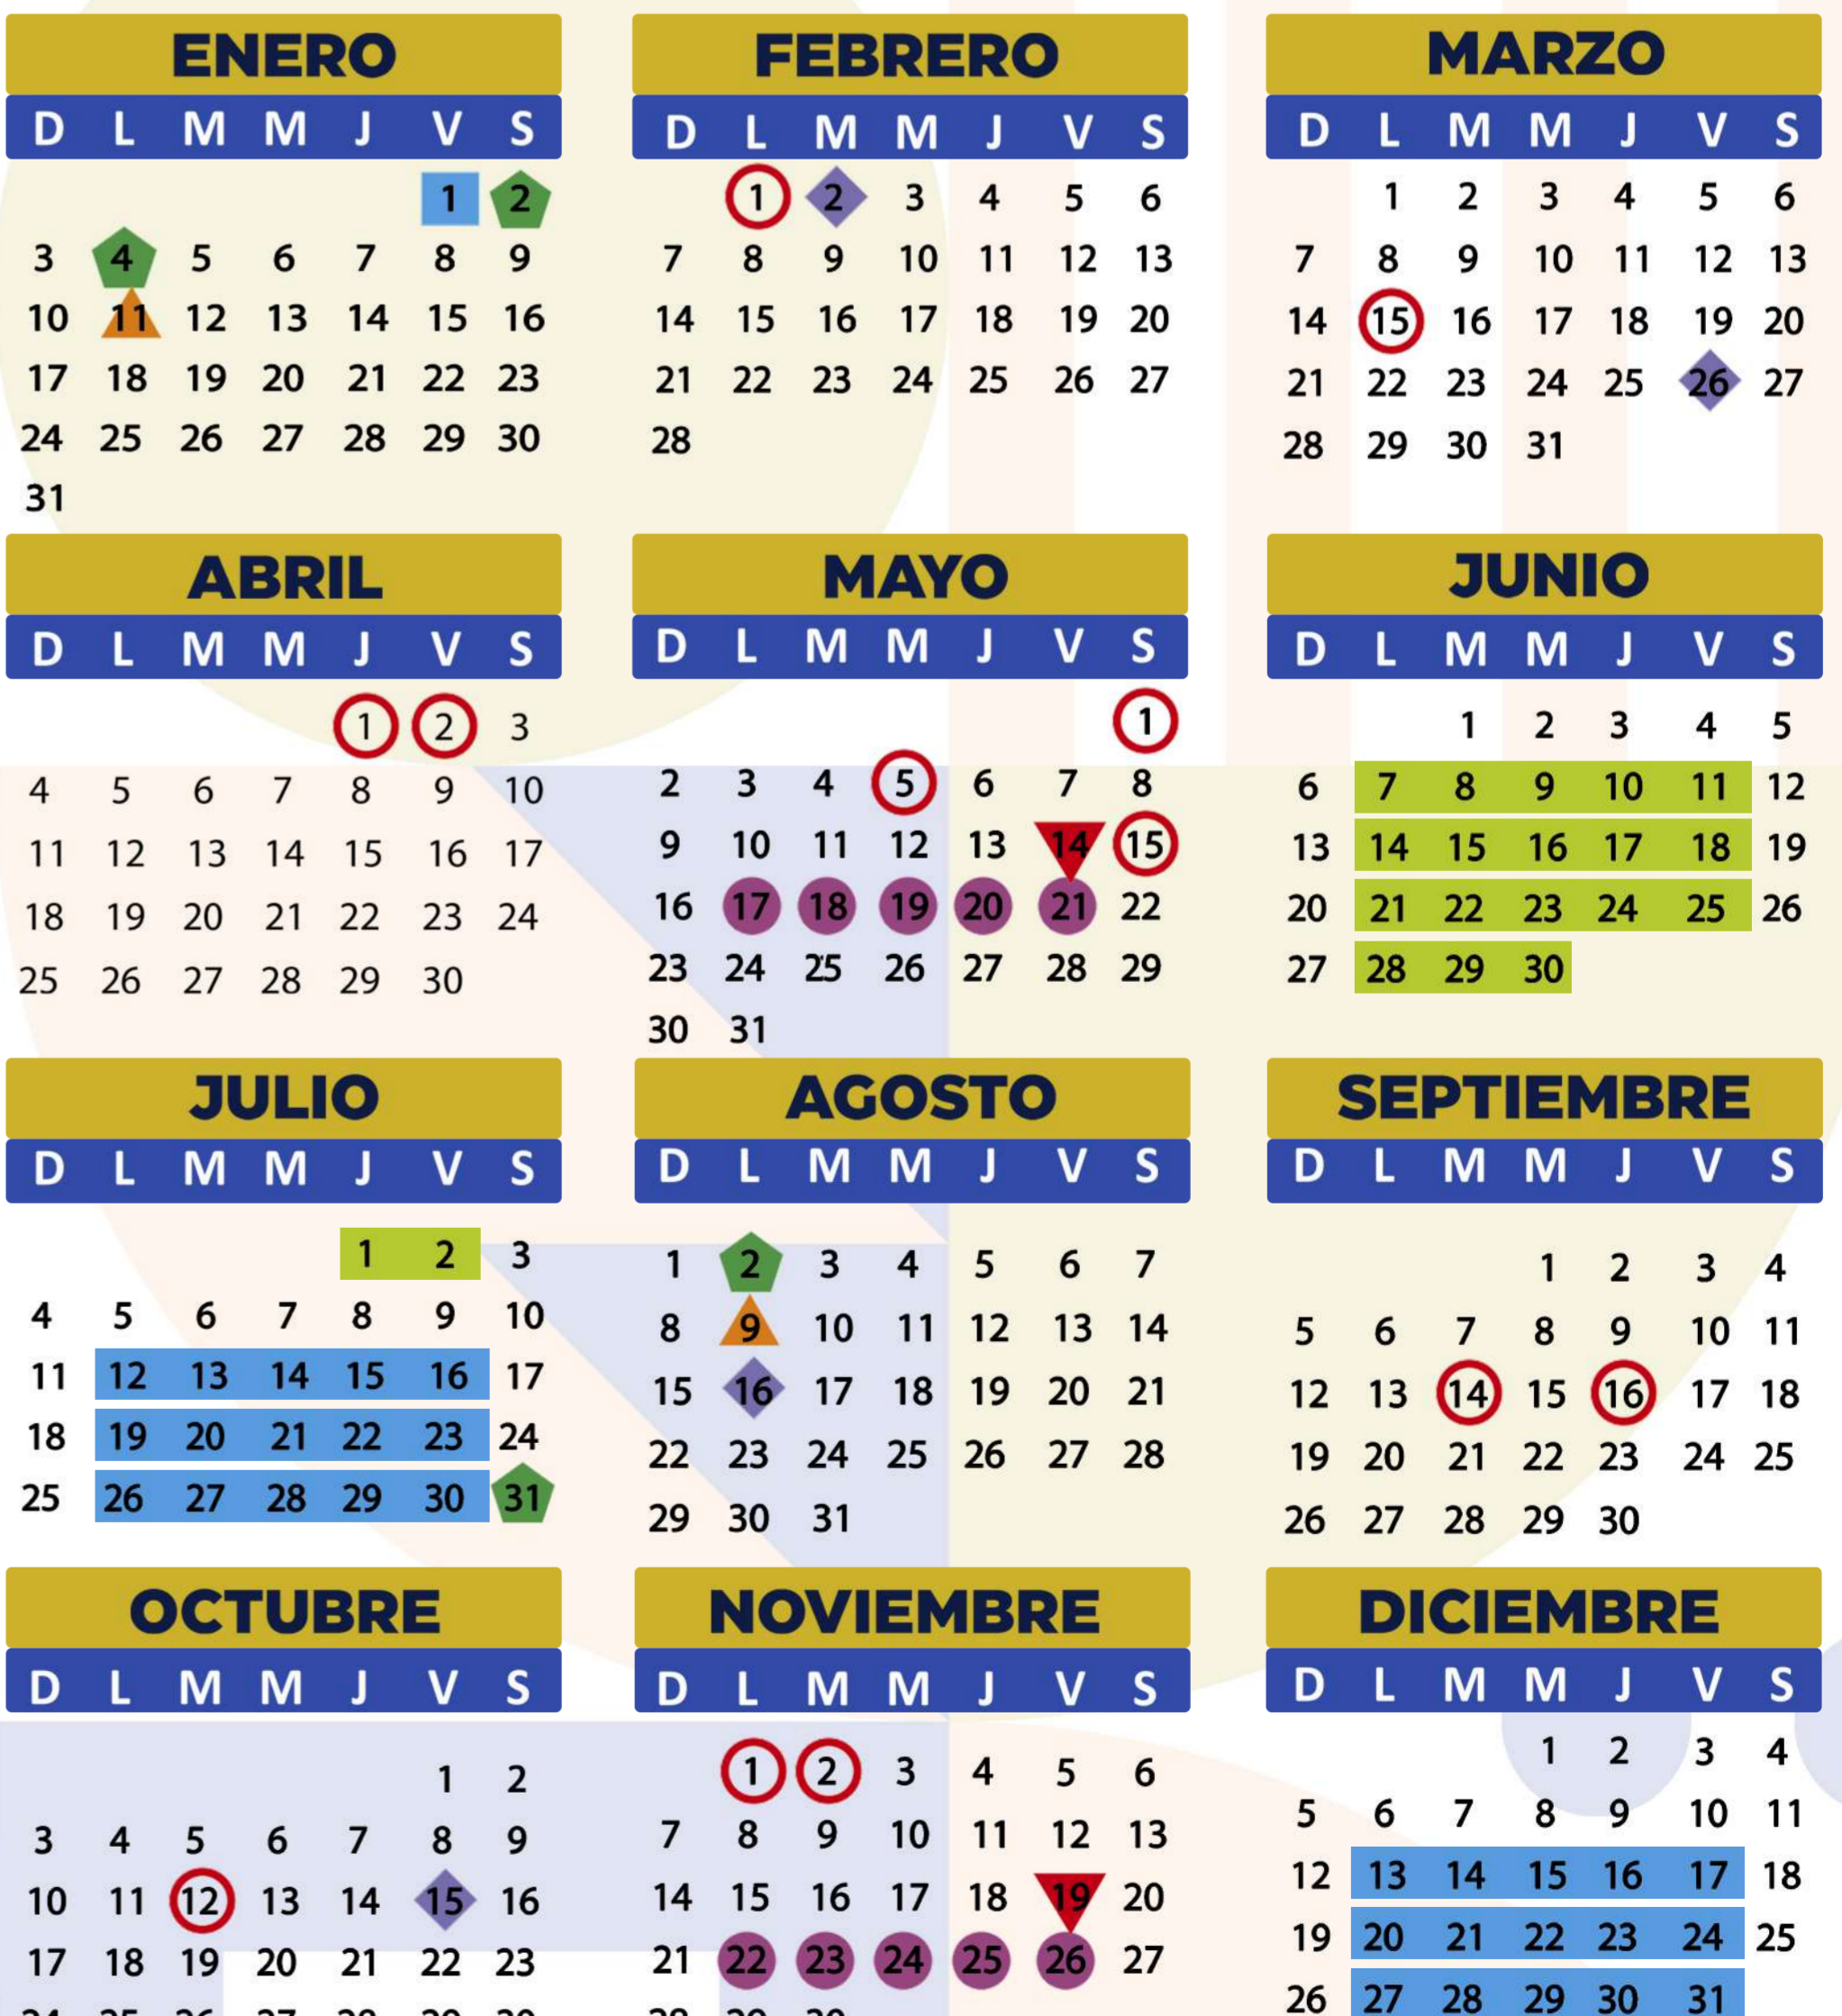 ENERO
D L M M J V S
1 2
3 4 5 6 7 8 9
10 11 12 13 14 15 16
17 18 19 20 21 22 23
24 25 26 27 28 29 30
31
FEBRERO
D L M M J V S
1 2 3 4 5 6
7 8 9 10 11 12 13
14 15 16 17 18 19 20
21 22 23 24 25 26 27
28
MARZO
D L M M J V S
1 2 3 4 5 6
7 8 9 10 11 12 13
14 15 16 17 18 19 20
21 22 23 24 25 26 27
28 29 30 31
ABRIL
D L M M J V S
1 2 3
4 5 6 7 8 9 10
11 12 13 14 15 16 17
18 19 20 21 22 23 24
25 26 27 28 29 30
MAYO
D L M M J V S
1
2 3 4 5 6 7 8
9 10 11 12 13 14 15
16 17 18 19 20 21 22
23 24 25 26 27 28 29
30 31
JUNIO
D L M M J V S
1 2 3 4 5
6 7 8 9 10 11 12
13 14 15 16 17 18 19
20 21 22 23 24 25 26
27 28 29 30
JULIO
D L M M J V S
1 2 3
4 5 6 7 8 9 10
11 12 13 14 15 16 17
18 19 20 21 22 23 24
25 26 27 28 29 30 31
AGOSTO
D L M M J V S
1 2 3 4 5 6 7
8 9 10 11 12 13 14
15 16 17 18 19 20 21
22 23 24 25 26 27 28
29 30 31
SEPTIEMBRE
D L M M J V S
1 2 3 4
5 6 7 8 9 10 11
12 13 14 15 16 17 18
19 20 21 22 23 24 25
26 27 28 29 30
OCTUBRE
D L M M J V S
1 2
3 4 5 6 7 8 9
10 11 12 13 14 15 16
17 18 19 20 21 22 23
24 25 26 27 28 29 30
NOVIEMBRE
D L M M J V S
1 2 3 4 5 6
7 8 9 10 11 12 13
14 15 16 17 18 19 20
21 22 23 24 25 26 27
28 29 30
DICIEMBRE
D L M M J V S
1 2 3 4
5 6 7 8 9 10 11
12 13 14 15 16 17 18
19 20 21 22 23 24 25
26 27 28 29 30 31